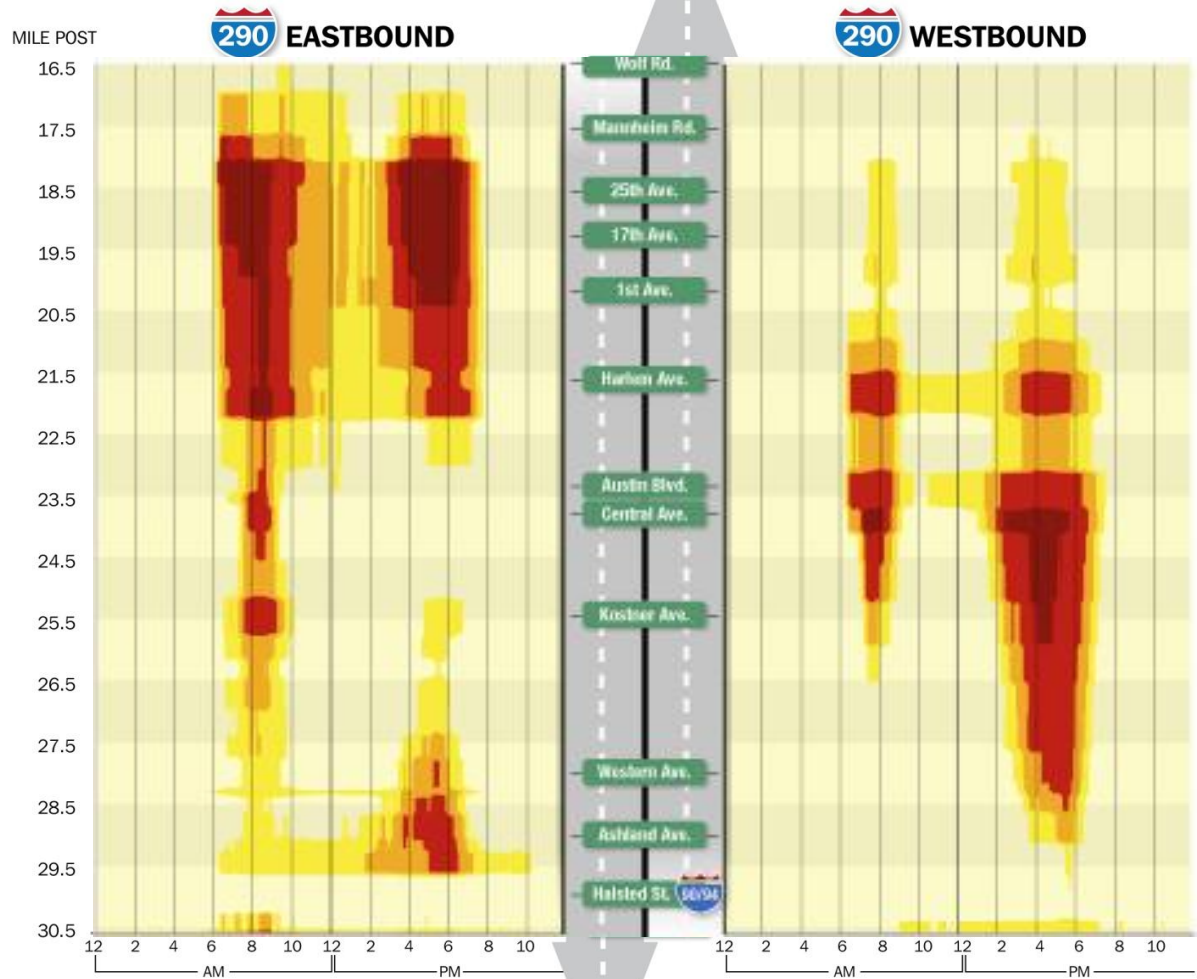 290 EASTBOUND
290 WESTBOUND
MILE POST
16.5
17.5
18.5
19.5
20.5
21.5
22.5
23.5
24.5
25.5
26.5
27.5
28.5
29.5
30.5
Wolf Rd.
Mannheim Rd.
25th Ave.
17th Ave.
1st Ave.
Harlem Ave.
Austin Blvd.
Central Ave.
Kostner Ave.
Western Ave.
Ashland Ave.
Halsted St. 90/94
12 2 4 6 8 10 12 2 4 6 8 10
AM PM
12 2 4 6 8 10 12 2 4 6 8 10
AM PM